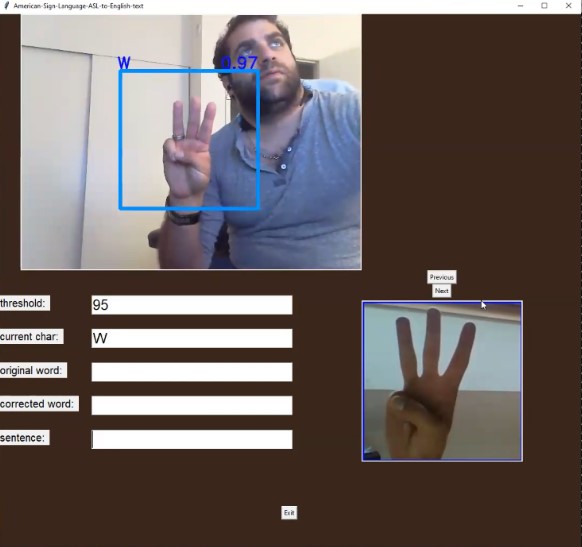 American-Sign-Language-ASL-to-English-text
W 0.97
Previous
Next
threshold: 95
current char: W
original word:
corrected word:
sentence:
Exit